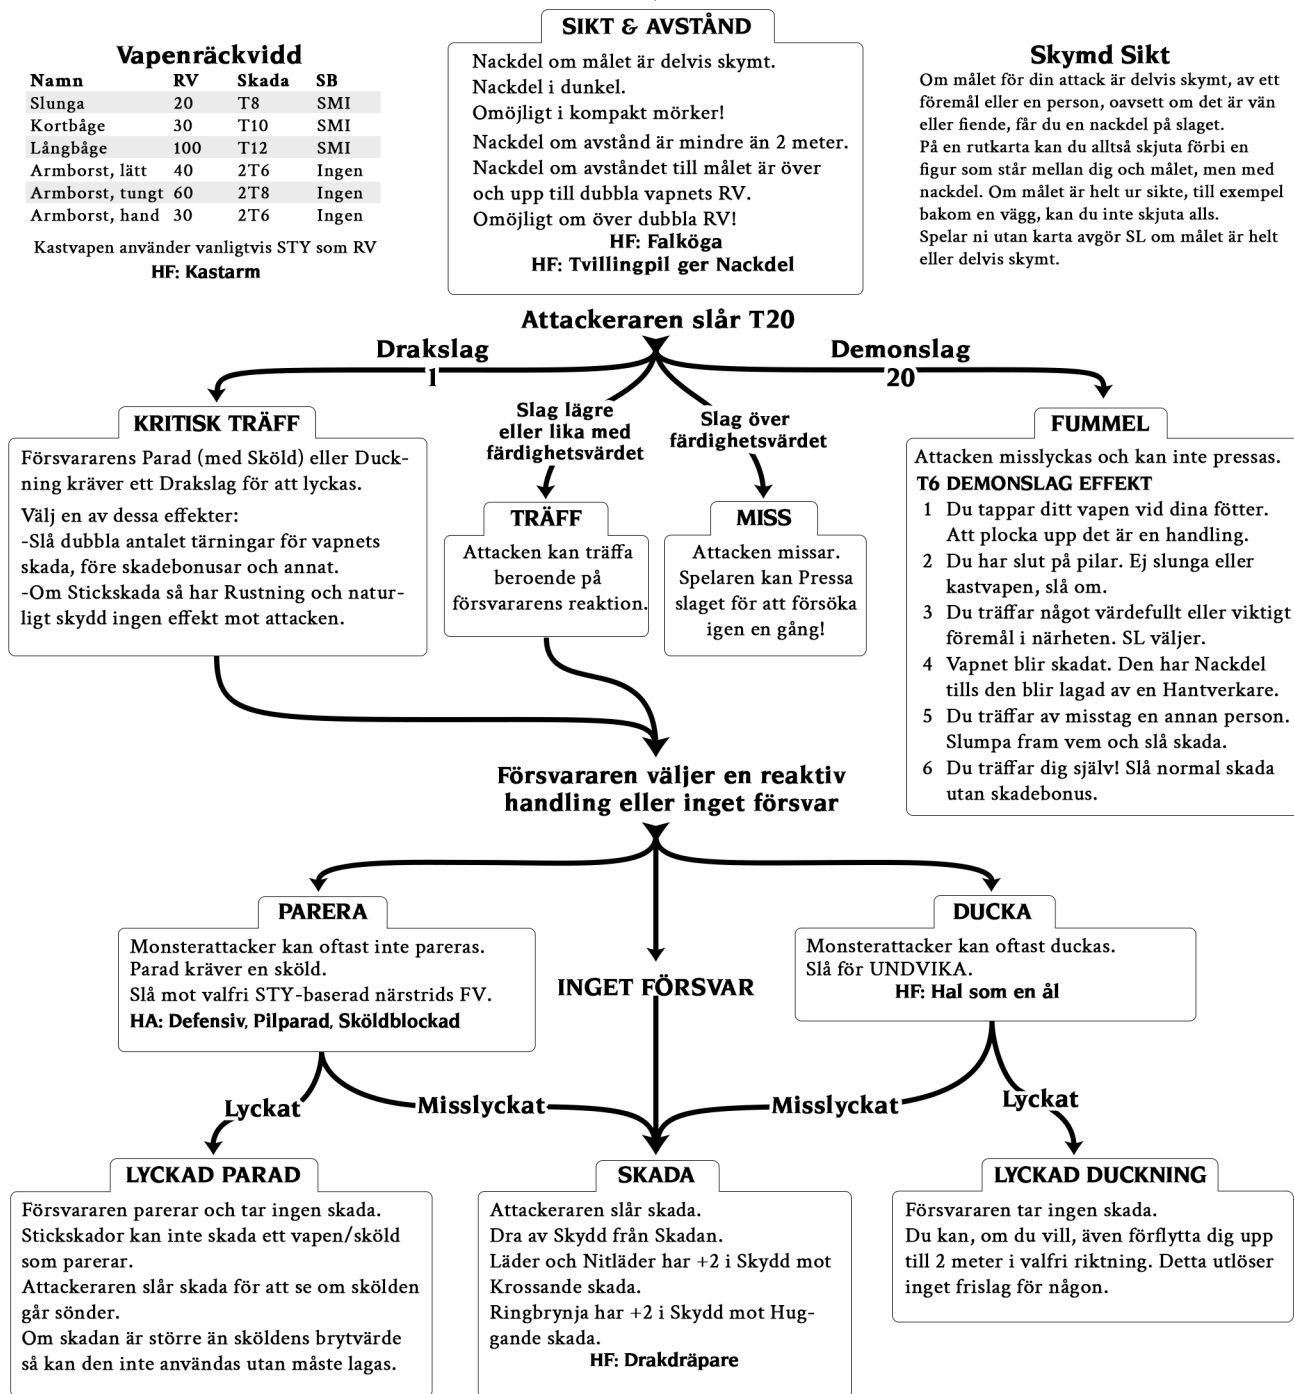 SIKT & AVSTÅND
Nackdel om målet är delvis skymt.
Nackdel i dunkel.
Omöjligt i kompakt mörker!
Nackdel om avstånd är mindre än 2 meter.
Nackdel om avståndet till målet är över
och upp till dubbla vapnets RV.
Omöjligt om över dubbla RV!
HF: Falköga
HF: Tvillingpil ger Nackdel
Vapenräckvidd
Namn RV Skada SB
Slunga 20 T8 SMI
Kortbåge 30 T10 SMI
Långbåge 100 T12 SMI
Armborst, lätt 40 2T6 Ingen
Armborst, tungt 60 2T8 Ingen
Armborst, hand 30 2T6 Ingen
Kastvapen använder vanligtvis STY som RV
HF: Kastarm
Skymd Sikt
Om målet för din attack är delvis skymt, av ett
föremål eller en person, oavsett om det är vän
eller fiende, får du en nackdel på slaget.
På en rutkarta kan du alltså skjuta förbi en
figur som står mellan dig och målet, men med
nackdel. Om målet är helt ur sikte, till exempel
bakom en vägg, kan du inte skjuta alls.
Spelar ni utan karta avgör SL om målet är helt
eller delvis skymt.
Attackeraren slår T20
Drakslag
1
Demonslag
20
Slag lägre
eller lika med
färdighetsvärdet
Slag över
färdighetsvärdet
KRITISK TRÄFF
Försvararens Parad (med Sköld) eller Duck-
ning kräver ett Drakslag för att lyckas.
Välj en av dessa effekter:
-Slå dubbla antalet tärningar för vapnets
skada, före skadebonusar och annat.
-Om Stickskada så har Rustning och natur-
ligt skydd ingen effekt mot attacken.
TRÄFF
Attacken kan träffa
beroende på
försvararens reaktion.
MISS
Attacken missar.
Spelaren kan Pressa
slaget för att försöka
igen en gång!
FUMMEL
Attacken misslyckas och kan inte pressas.
T6 DEMONSLAG EFFEKT
1 Du tappar ditt vapen vid dina fötter.
Att plocka upp det är en handling.
2 Du har slut på pilar. Ej slunga eller
kastvapen, slå om.
3 Du träffar något värdefullt eller viktigt
föremål i närheten. SL väljer.
4 Vapnet blir skadat. Den har Nackdel
tills den blir lagad av en Hantverkare.
5 Du träffar av misstag en annan person.
Slumpa fram vem och slå skada.
6 Du träffar dig själv! Slå normal skada
utan skadebonus.
Försvararen väljer en reaktiv
handling eller inget försvar
PARERA
Monsterattacker kan oftast inte pareras.
Parad kräver en sköld.
Slå mot valfri STY-baserad närstrids FV.
HA: Defensiv, Pilparad, Sköldblockad
INGET FÖRSVAR
DUCKA
Monsterattacker kan oftast duckas.
Slå för UNDVIKA.
HF: Hal som en ål
Lyckat
Misslyckat
Misslyckat
Lyckat
LYCKAD PARAD
Försvararen parerar och tar ingen skada.
Stickskador kan inte skada ett vapen/sköld
som parerar.
Attackeraren slår skada för att se om skölden
går sönder.
Om skadan är större än sköldens brytvärde
så kan den inte användas utan måste lagas.
SKADA
Attackeraren slår skada.
Dra av Skydd från Skadan.
Läder och Nitläder har +2 i Skydd mot
Krossande skada.
Ringbrynja har +2 i Skydd mot Hug-
gande skada.
HF: Drakdräpare
LYCKAD DUCKNING
Försvararen tar ingen skada.
Du kan, om du vill, även förflytta dig upp
till 2 meter i valfri riktning. Detta utlöser
inget frislag för någon.